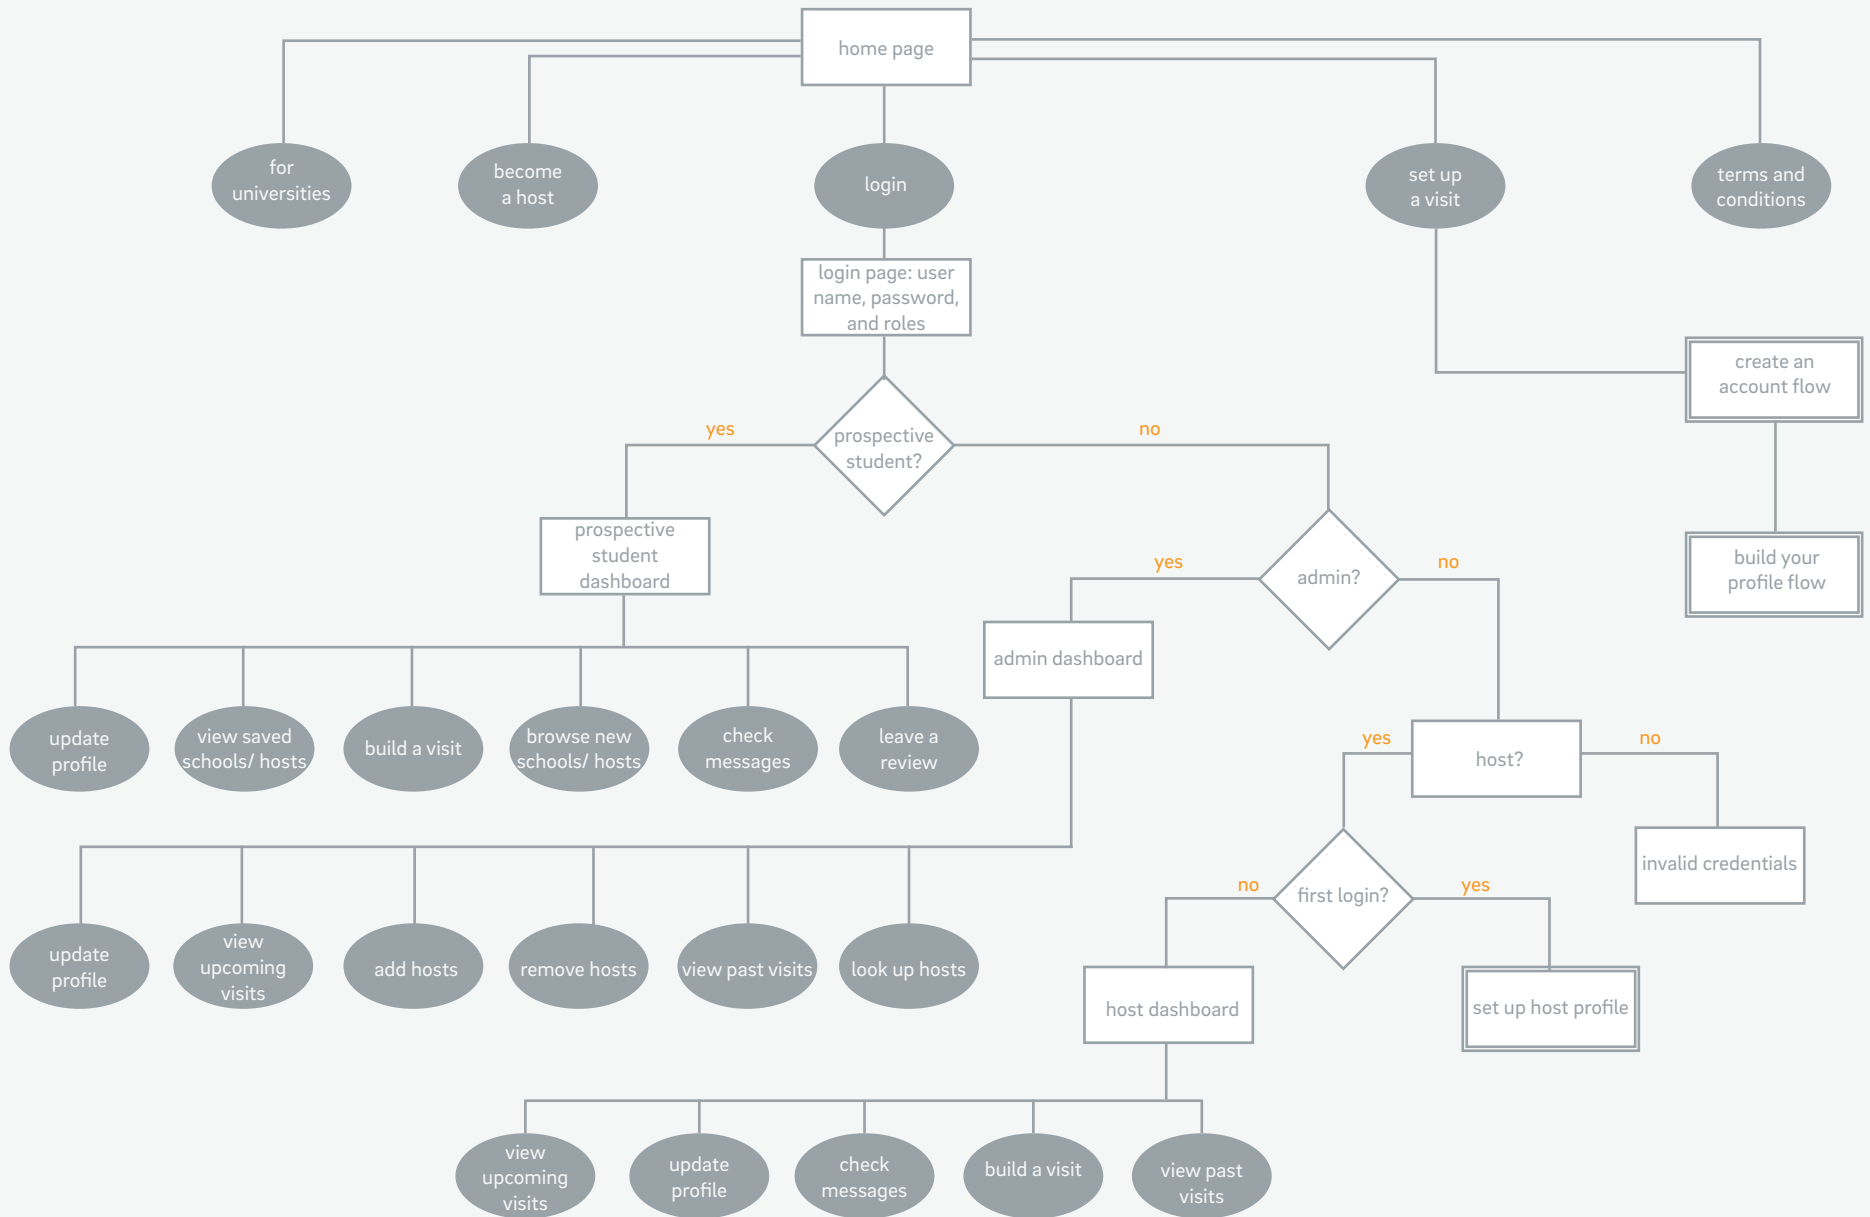 home page
for
universities
become
a host
login
set up
a visit
terms and
conditions
login page: user
name, password,
and roles
create an
account flow
yes
prospective
student?
no
prospective
student
dashboard
yes
admin?
no
build your
profile flow
admin dashboard
update
profile
view saved
schools/ hosts
build a visit
browse new
schools/ hosts
check
messages
leave a
review
yes
host?
no
invalid credentials
no
first login?
yes
update
profile
view
upcoming
visits
add hosts
remove hosts
view past visits
look up hosts
host dashboard
set up host profile
view
upcoming
visits
update
profile
check
messages
build a visit
view past
visits